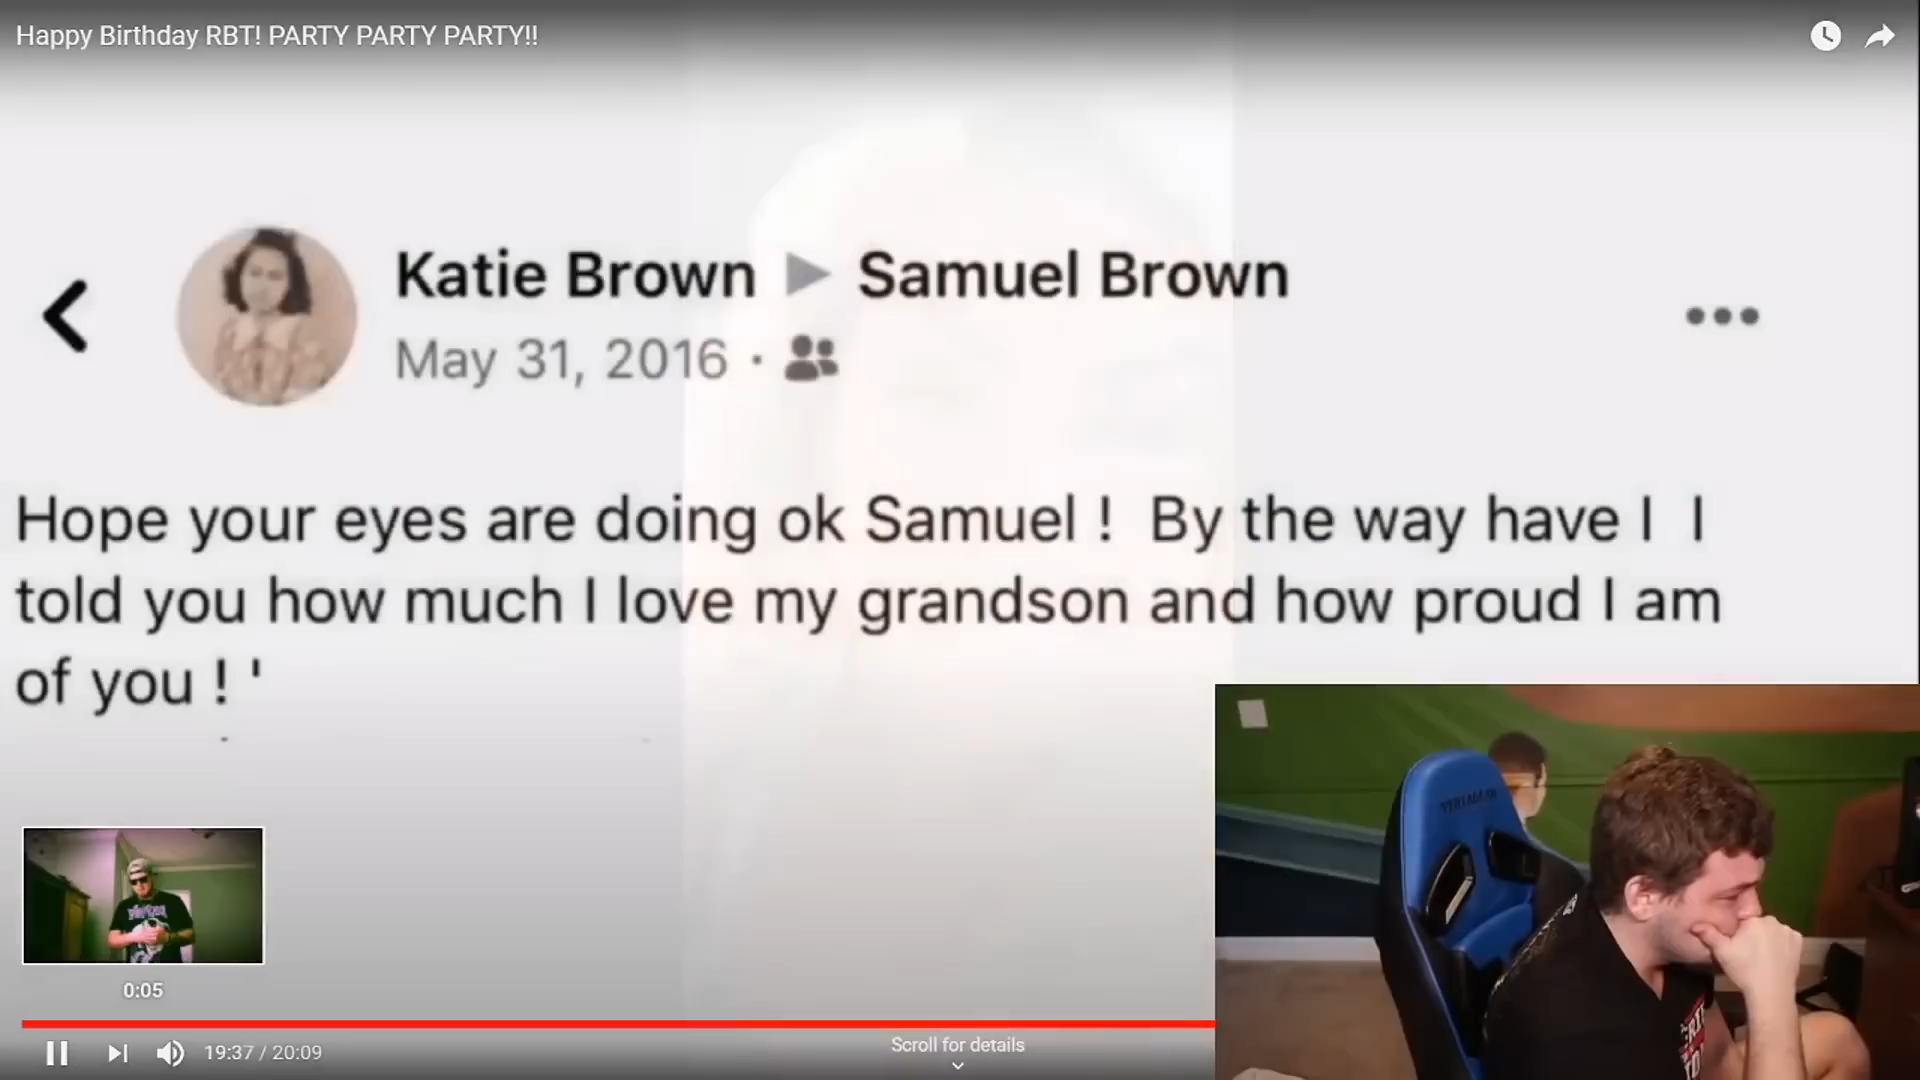 Happy Birthday RBT! PARTY PARTY PARTY!!
Katie Brown ▶ Samuel Brown
May 31, 2016 ·
Hope your eyes are doing ok Samuel ! By the way have I I
told you how much I love my grandson and how proud I am
of you ! '
0:05
19:37 / 20:09
Scroll for details